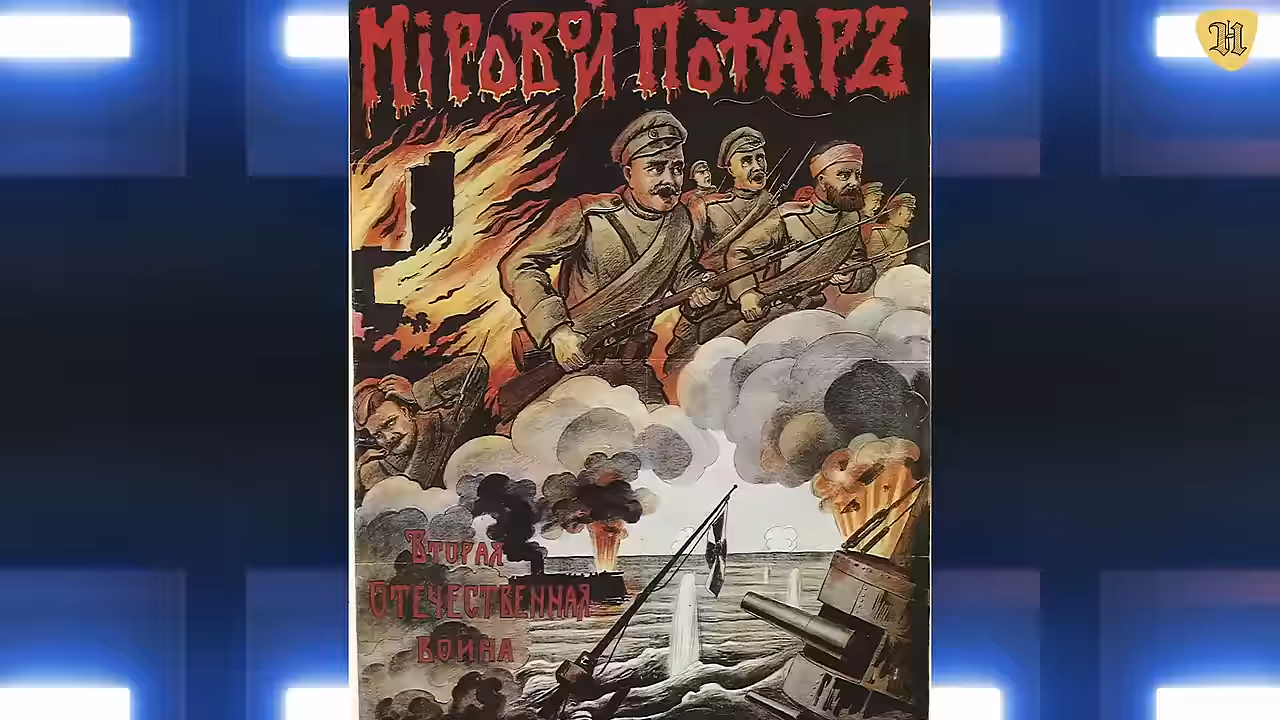 Міровой Пожаръ
Вторая
Отечественная
война